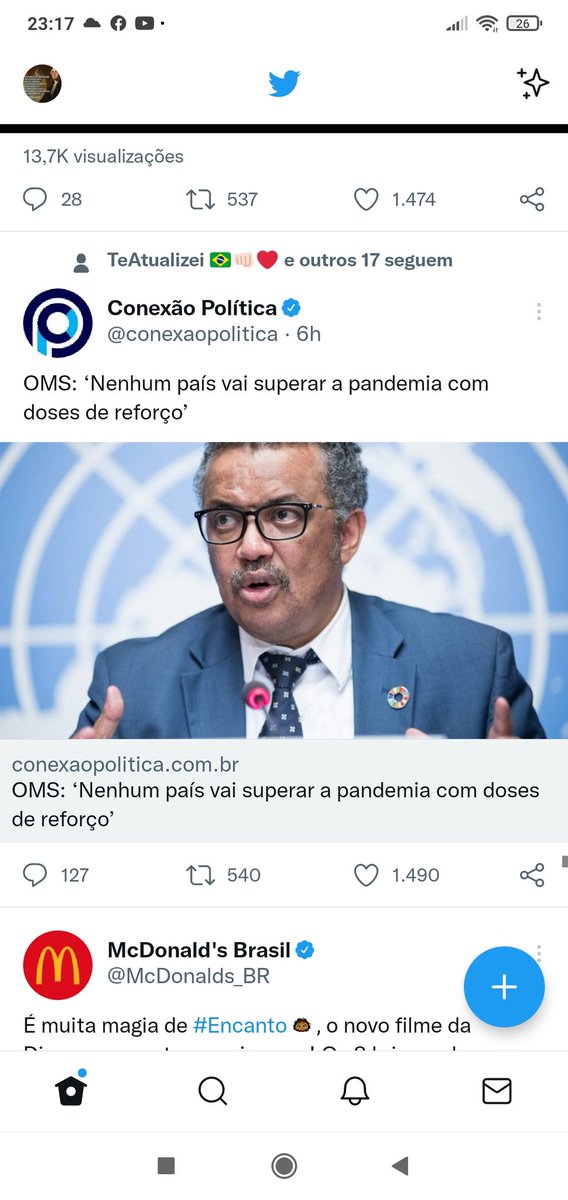 23:17
26
13,7K visualizações
28 537 1.474
TeAtualizei 🇧🇷👊🏻❤️ e outros 17 seguem
Conexão Política
@conexaopolitica · 6h
OMS: ‘Nenhum país vai superar a pandemia com
doses de reforço’
conexaopolitica.com.br
OMS: ‘Nenhum país vai superar a pandemia com doses
de reforço’
127 540 1.490
McDonald's Brasil
@McDonalds_BR
É muita magia de #Encanto , o novo filme da